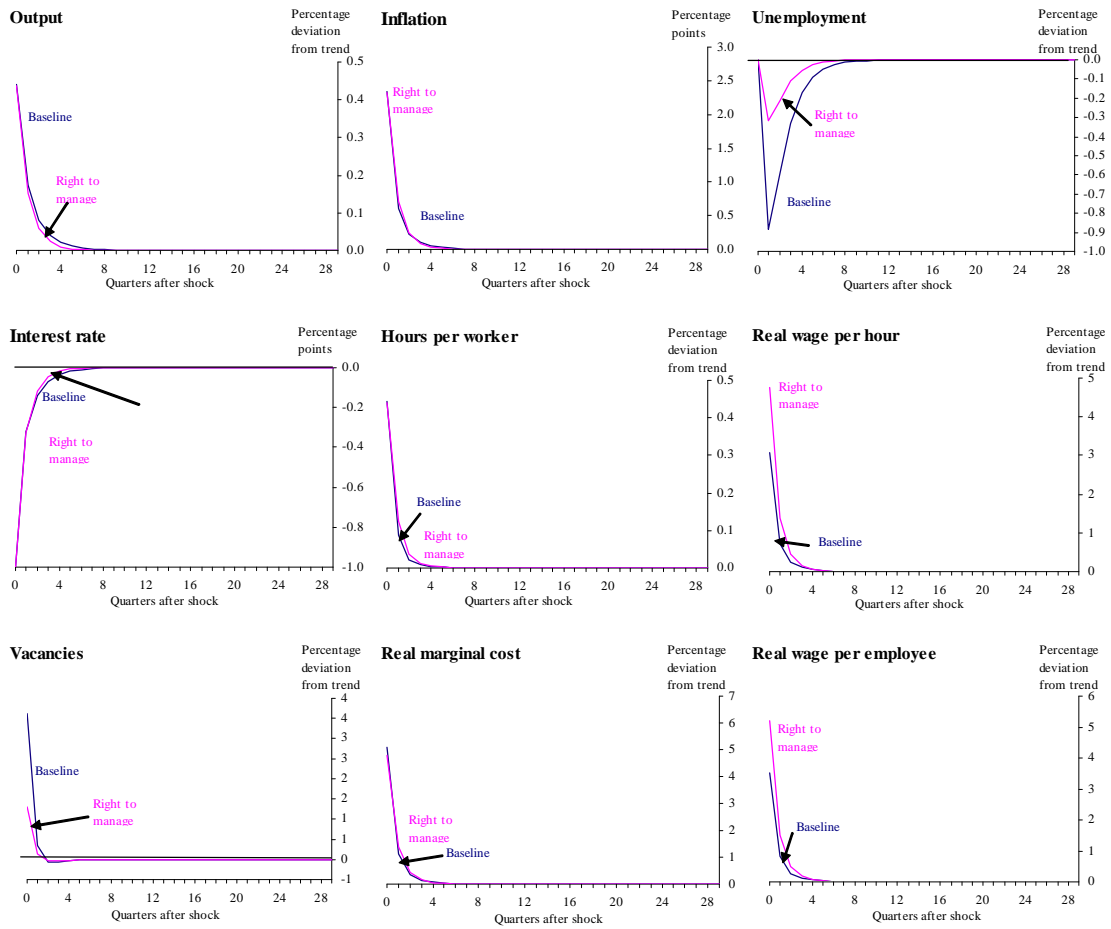 Output
Percentage
deviation
from trend
0.5
0.4
0.3
0.2
0.1
0.0
Baseline
Right to
manage
0 4 8 12 16 20 24 28
Quarters after shock
Inflation
Percentage
points
3.0
2.5
2.0
1.5
1.0
0.5
0.0
Right to
manage
Baseline
0 4 8 12 16 20 24 28
Quarters after shock
Unemployment
Percentage
deviation
from trend
0.0
-0.1
-0.2
-0.3
-0.4
-0.5
-0.6
-0.7
-0.8
-0.9
-1.0
Right to
manage
Baseline
0 4 8 12 16 20 24 28
Quarters after shock
Interest rate
Percentage
points
0.0
-0.2
-0.4
-0.6
-0.8
-1.0
Baseline
Right to
manage
0 4 8 12 16 20 24 28
Quarters after shock
Hours per worker
Percentage
deviation
from trend
0.5
0.4
0.3
0.2
0.1
0.0
Baseline
Right to
manage
0 4 8 12 16 20 24 28
Quarters after shock
Real wage per hour
Percentage
deviation
from trend
5
4
3
2
1
0
Right to
manage
Baseline
0 4 8 12 16 20 24 28
Quarters after shock
Vacancies
Percentage
deviation
from trend
4
4
3
3
2
2
1
1
0
-1
Baseline
Right to
manage
0 4 8 12 16 20 24 28
Quarters after shock
Real marginal cost
Percentage
deviation
from trend
7
6
5
4
3
2
1
0
Right to
manage
Baseline
0 4 8 12 16 20 24 28
Quarters after shock
Real wage per employee
Percentage
deviation
from trend
6
5
4
3
2
1
0
Right to
manage
Baseline
0 4 8 12 16 20 24 28
Quarters after shock